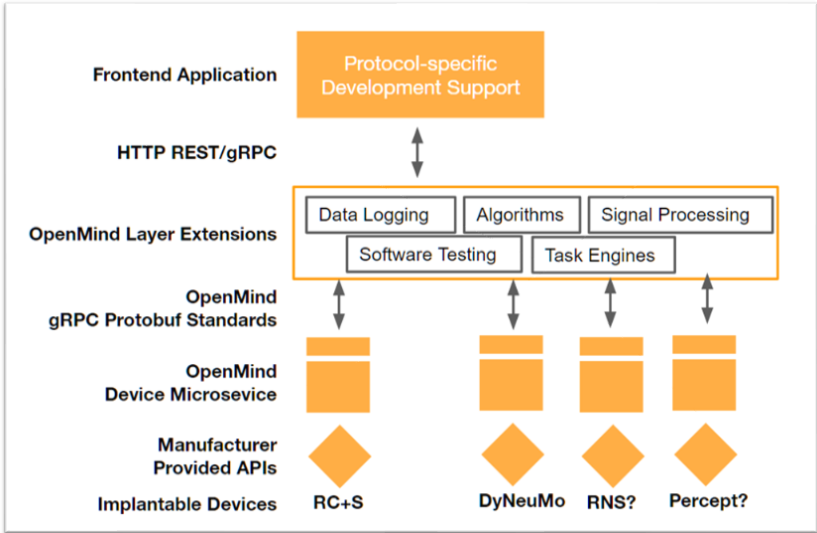 Frontend Application
Protocol-specific
Development Support
HTTP REST/gRPC
OpenMind Layer Extensions
Data Logging
Algorithms
Signal Processing
Software Testing
Task Engines
OpenMind
gRPC Protobuf Standards
OpenMind
Device Microsevice
Manufacturer
Provided APIs
Implantable Devices
RC+S
DyNeuMo
RNS?
Percept?